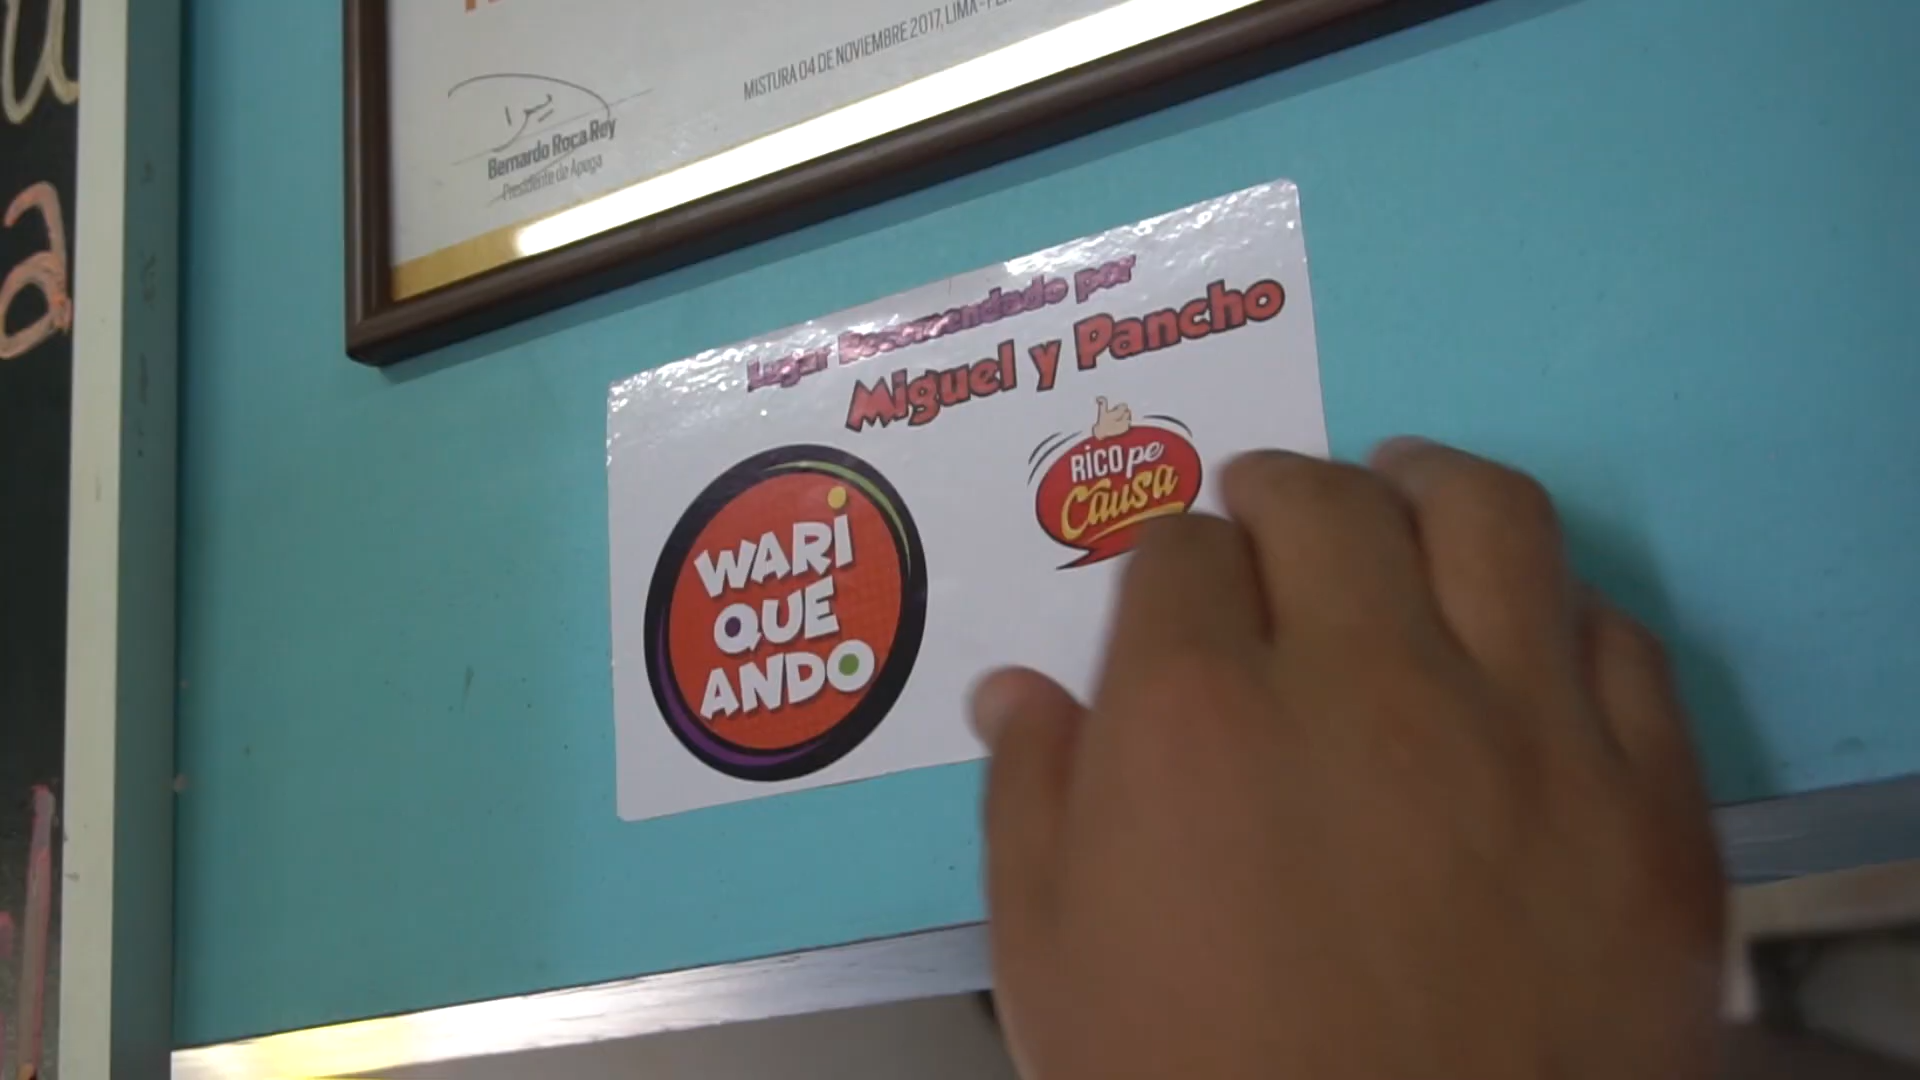 MISTURA 04 DE NOVIEMBRE 2017, LIMA - 
Bernardo Roca Rey
Presidente de Apega
Lugar Recomendado por
Miguel y Pancho
RICO pe
Causa
WARI
QUE
ANDO
a